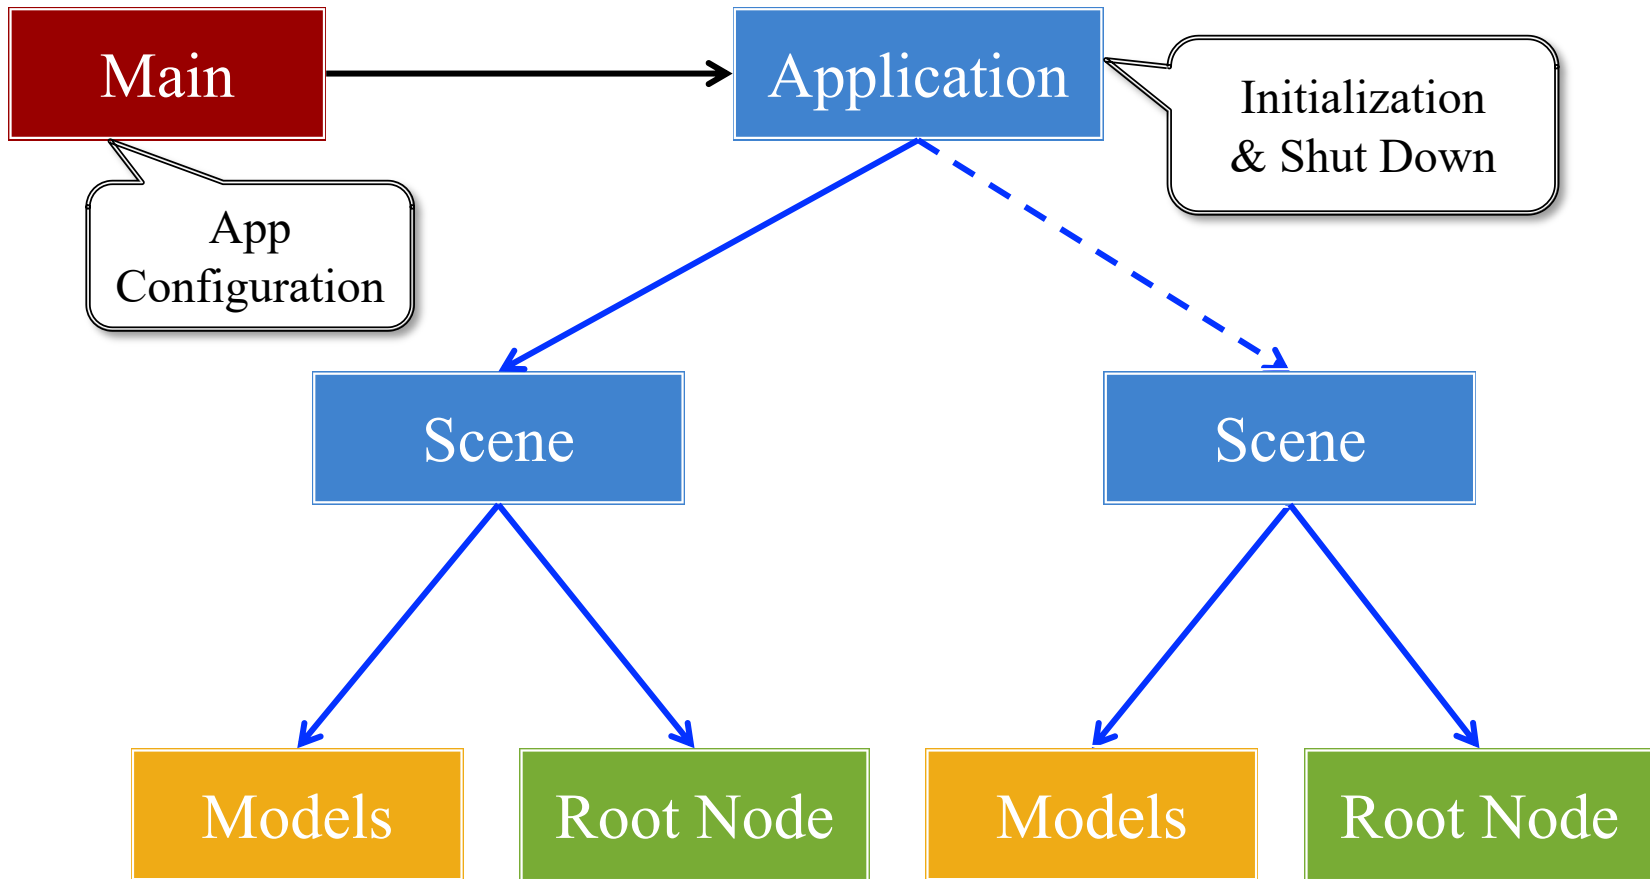 Main
Application
Initialization
& Shut Down
App
Configuration
Scene
Scene
Models
Root Node
Models
Root Node